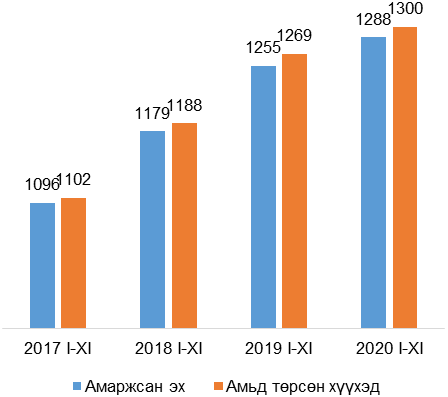 1096 1102
1179 1188
1255 1269
1288 1300
2017 I-XI 2018 I-XI 2019 I-XI 2020 I-XI
Амаржсан эх Амьд төрсөн хүүхэд